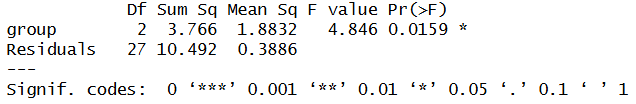 Df Sum Sq Mean Sq F value Pr(>F)
group        2  3.766  1.8832   4.846 0.0159 *
Residuals   27 10.492  0.3886
---
Signif. codes:  0 ‘***’ 0.001 ‘**’ 0.01 ‘*’ 0.05 ‘.’ 0.1 ‘ ’ 1